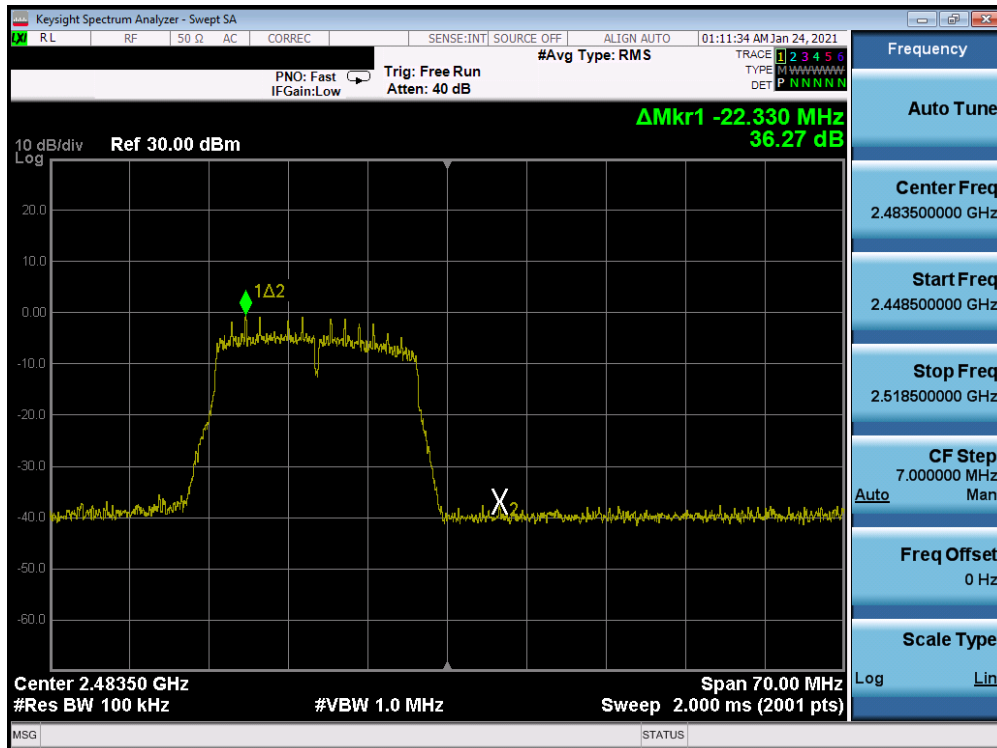 Keysight Spectrum Analyzer - Swept SA
LXI RL RF 50 Ω AC CORREC SENSE:INT SOURCE OFF ALIGN AUTO 01:11:34 AM Jan 24, 2021
#Avg Type: RMS TRACE 1 2 3 4 5 6
PNO: Fast Trig: Free Run TYPE M WWWWW
IFGain:Low Atten: 40 dB DET P N N N N N
ΔMkr1 -22.330 MHz
10 dB/div Ref 30.00 dBm 36.27 dB
Log
20.0
10.0
1Δ2
0.00
-10.0
-20.0
-30.0
X2
-40.0
-50.0
-60.0
Center 2.48350 GHz Span 70.00 MHz
#Res BW 100 kHz #VBW 1.0 MHz Sweep 2.000 ms (2001 pts)
MSG STATUS
Frequency
Auto Tune
Center Freq
2.483500000 GHz
Start Freq
2.448500000 GHz
Stop Freq
2.518500000 GHz
CF Step
7.000000 MHz
Auto Man
Freq Offset
0 Hz
Scale Type
Log Lin